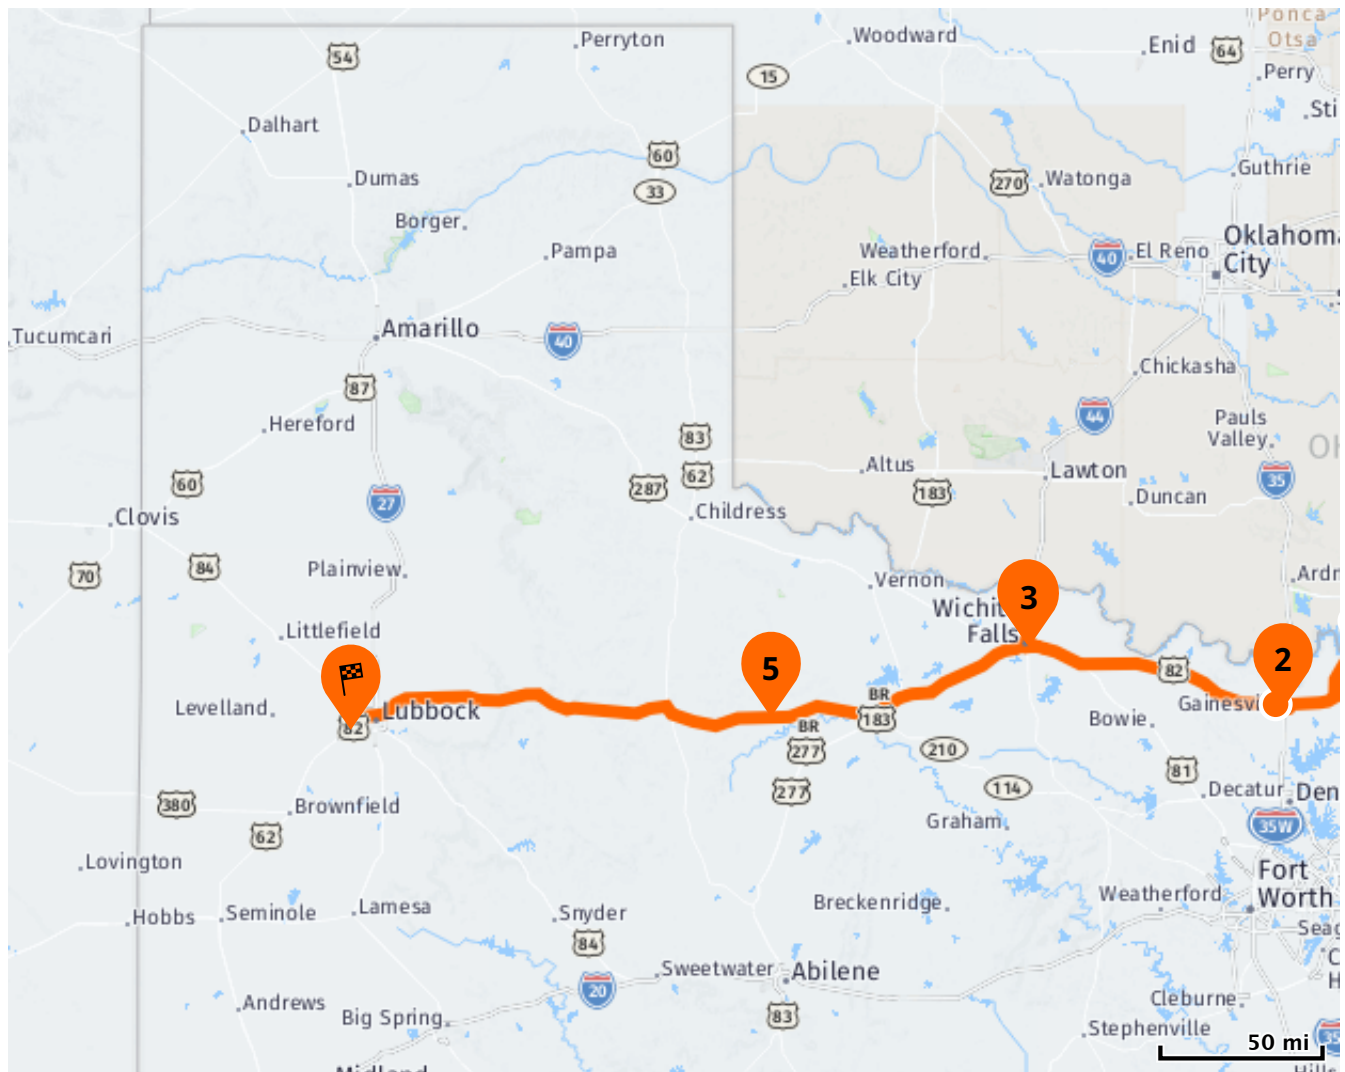 Ponca
Otsa
Perryton
Woodward
Enid
64
54
15
Perry
Sti
Dalhart
60
Guthrie
Dumas
33
270
Watonga
Borger
Oklahoma
City
Pampa
Weatherford
40
El Reno
Elk City
Tucumcari
Amarillo
40
Chickasha
87
44
Hereford
83
Pauls
Valley
OK
60
62
Altus
Lawton
35
287
183
Duncan
27
Clovis
Childress
84
70
Plainview
Vernon
Ardr
3
Wichit
Falls
Littlefield
2
5
82
BR
183
Gainesvi
Levelland
Lubbock
82
Bowie
BR
277
210
81
277
114
Decatur
Den
380
Brownfield
62
Graham
35W
Lovington
Fort
Worth
Breckenridge
Weatherford
Hobbs
Seminole
Lamesa
Snyder
Seag
84
C
H
Sweetwater
Abilene
20
Andrews
Big Spring
83
Cleburne
Stephenville
35
50 mi
Midland
Hills